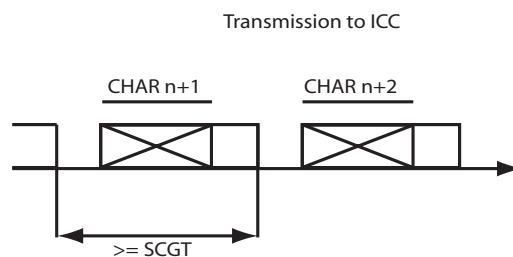 Transmission to ICC
CHAR n+1
CHAR n+2
>= SCGT